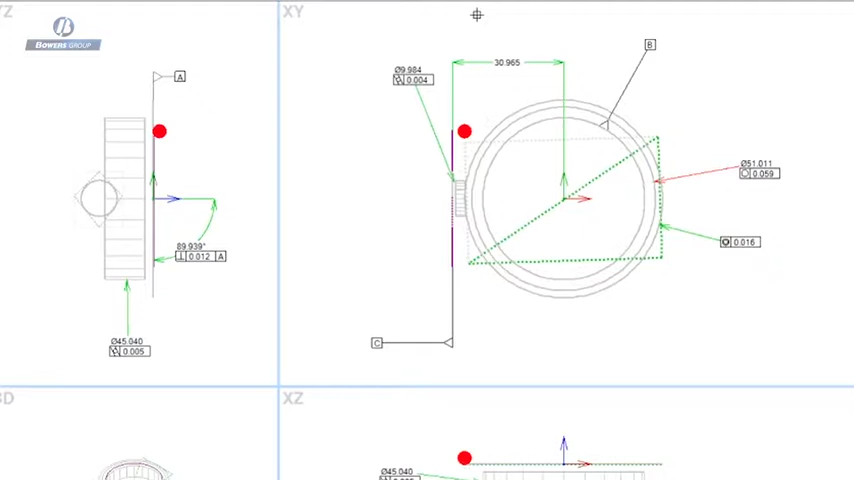 YZ
BOWERS GROUP
A
89.939°
0.012 A
Ø45.040
0.005
XY
Ø9.984
0.004
30.965
B
Ø51.011
0.059
0.016
C
3D
XZ
Ø45.040